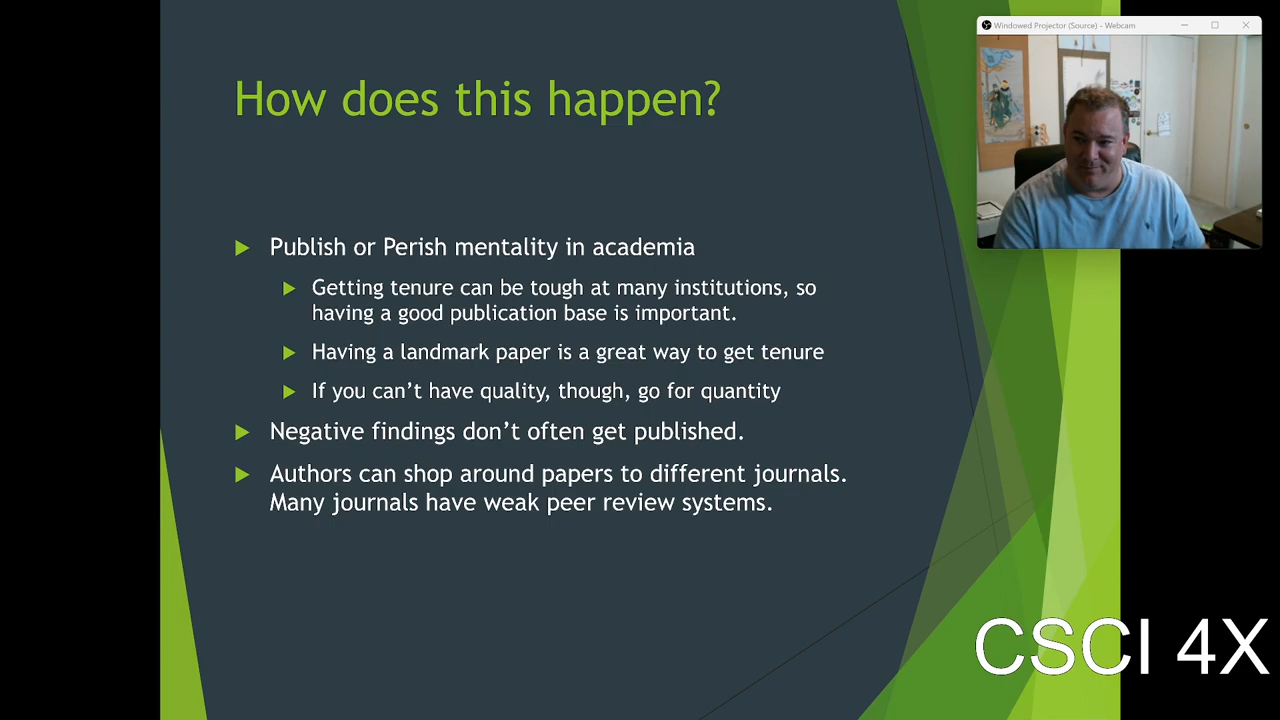 How does this happen?
Windowed Projector (Source) - Webcam
Publish or Perish mentality in academia
Getting tenure can be tough at many institutions, so
having a good publication base is important.
Having a landmark paper is a great way to get tenure
If you can’t have quality, though, go for quantity
Negative findings don’t often get published.
Authors can shop around papers to different journals.
Many journals have weak peer review systems.
CSCI 4X